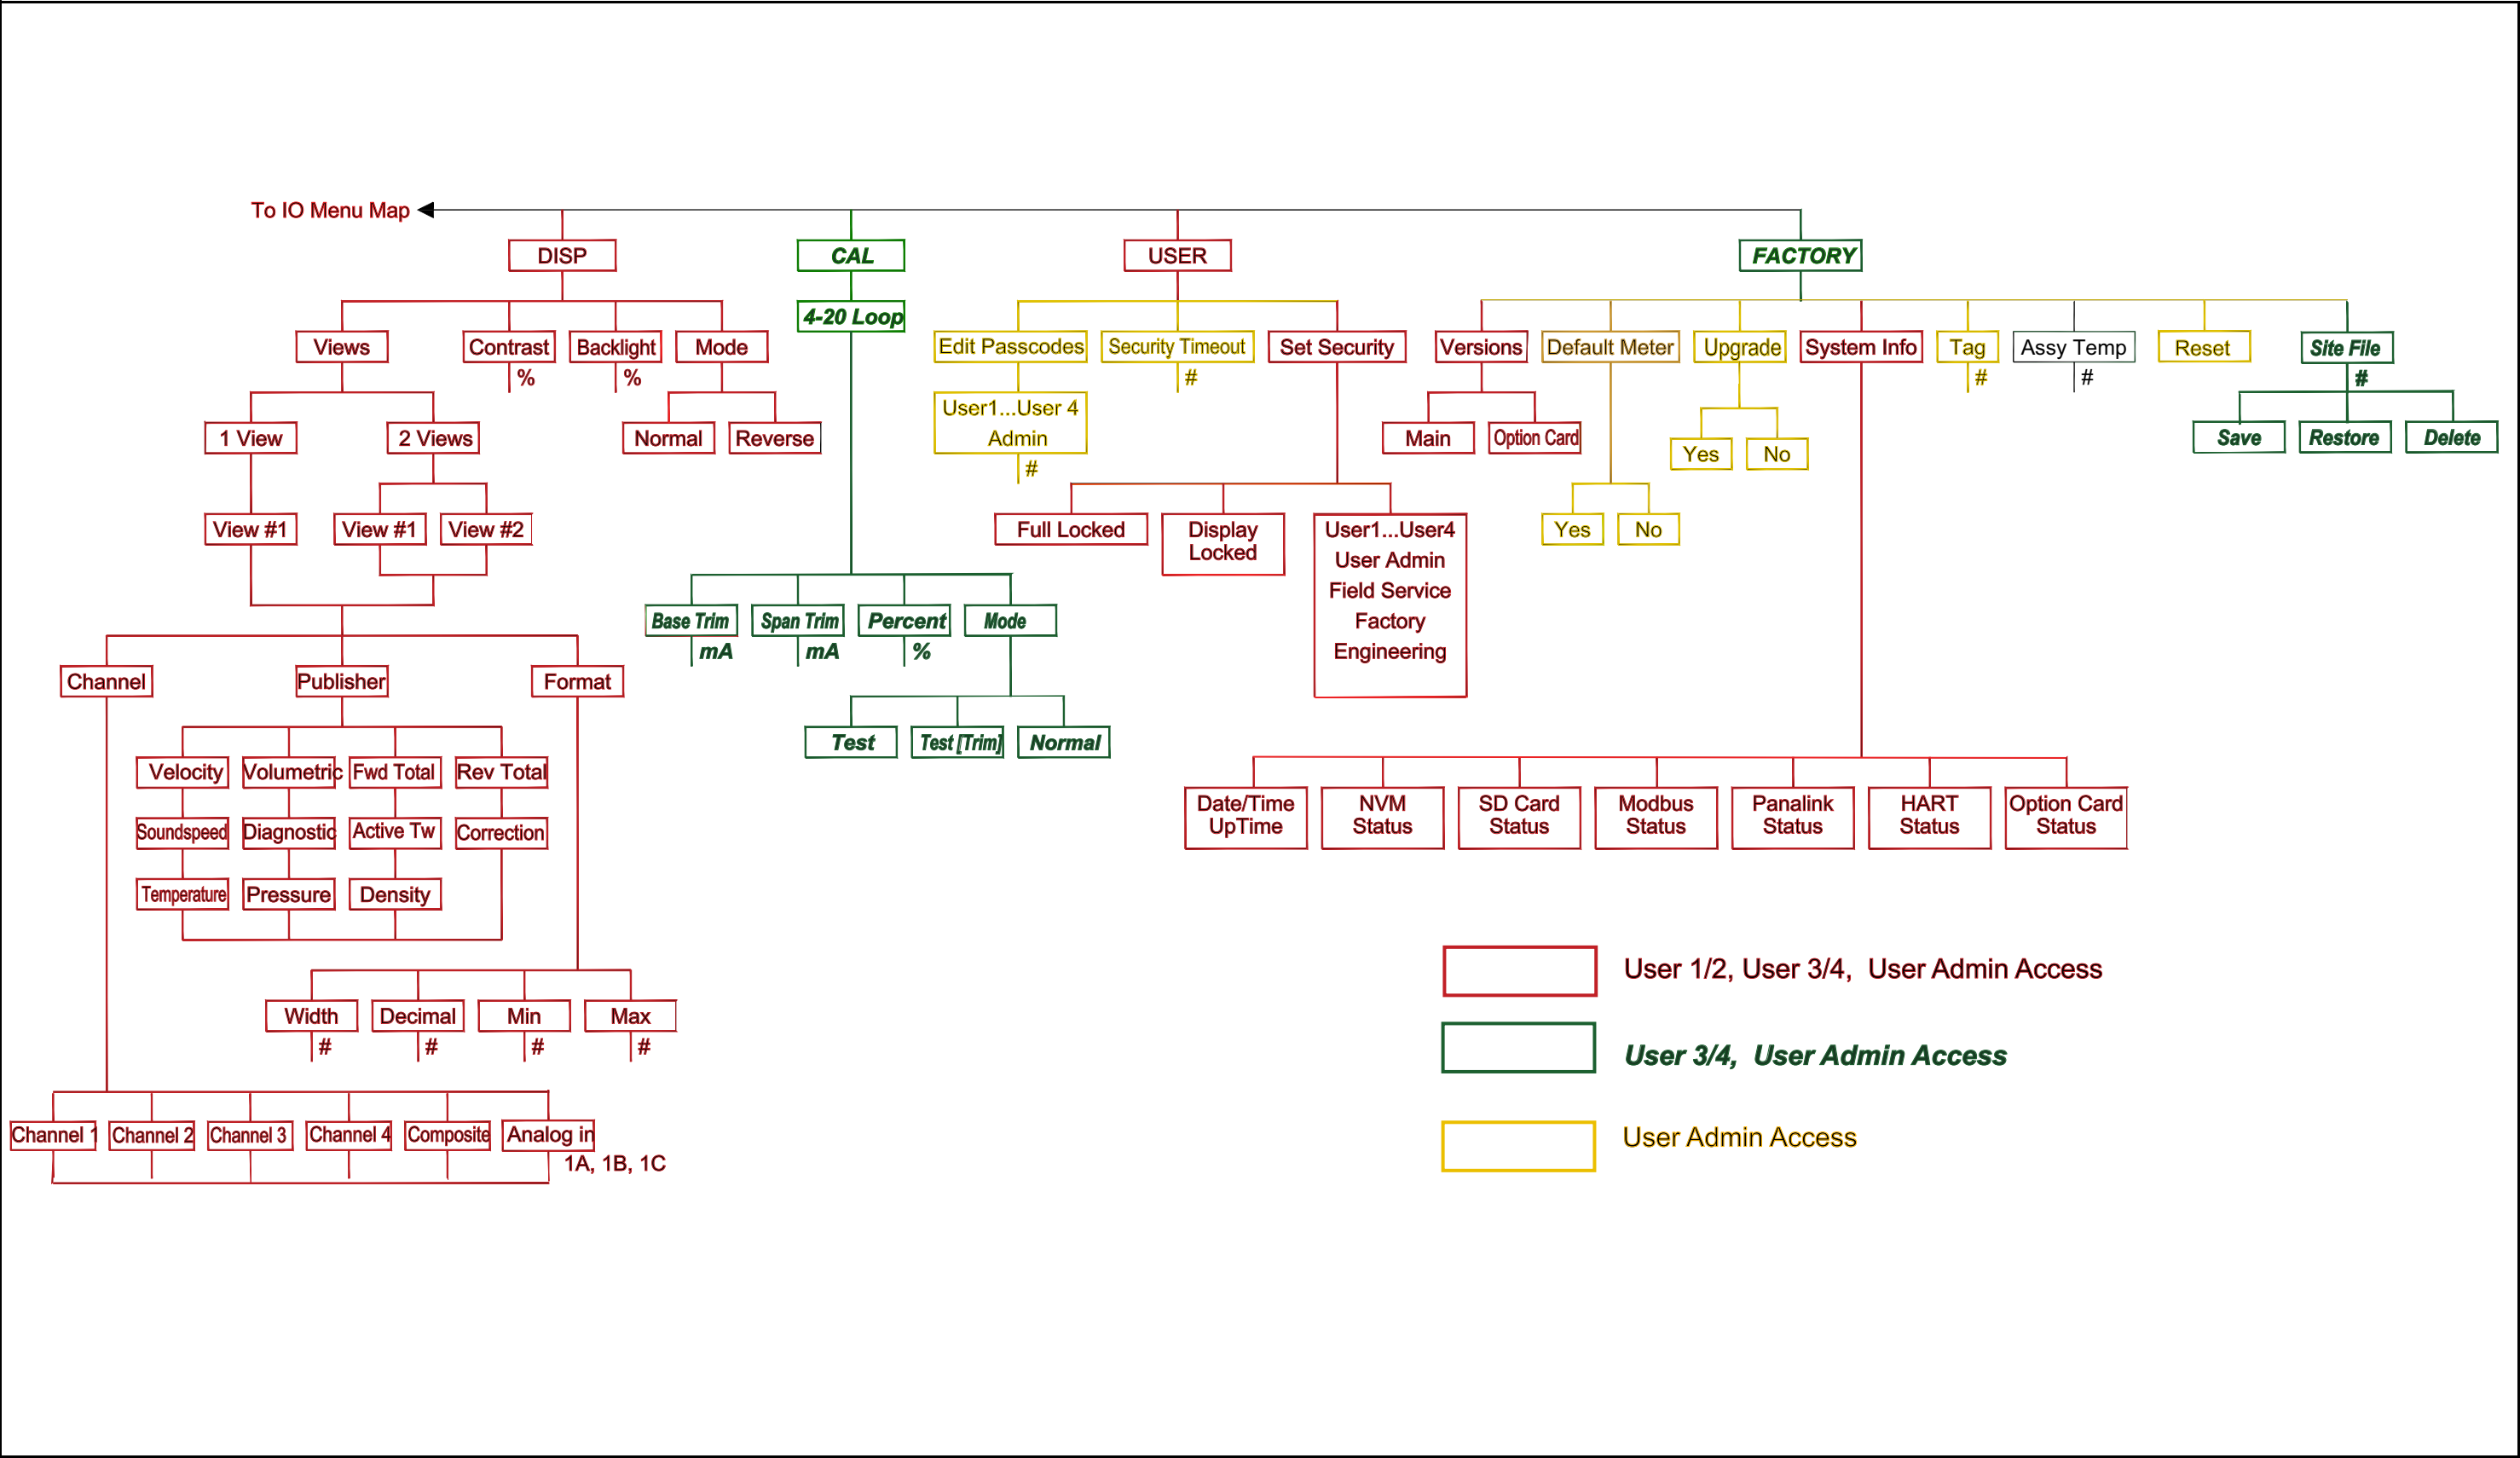 To IO Menu Map
DISP
CAL
USER
FACTORY
4-20 Loop
Views
Contrast
Backlight
Mode
Edit Passcodes
Security Timeout
Set Security
Versions
Default Meter
Upgrade
System Info
Tag
Assy Temp
Reset
Site File
%
%
#
#
#
#
1 View
2 Views
Normal
Reverse
User1...User 4
Admin
#
Main
Option Card
Yes
No
Save
Restore
Delete
View #1
View #1
View #2
Full Locked
Display
Locked
User1...User4
User Admin
Field Service
Factory
Engineering
Yes
No
Base Trim
Span Trim
Percent
Mode
mA
mA
%
Channel
Publisher
Format
Test
Test [Trim]
Normal
Velocity
Volumetric
Fwd Total
Rev Total
Soundspeed
Diagnostic
Active Tw
Correction
Temperature
Pressure
Density
Date/Time
UpTime
NVM
Status
SD Card
Status
Modbus
Status
Panalink
Status
HART
Status
Option Card
Status
Width
Decimal
Min
Max
#
#
#
#
Channel 1
Channel 2
Channel 3
Channel 4
Composite
Analog in
1A, 1B, 1C
User 1/2, User 3/4, User Admin Access
User 3/4, User Admin Access
User Admin Access